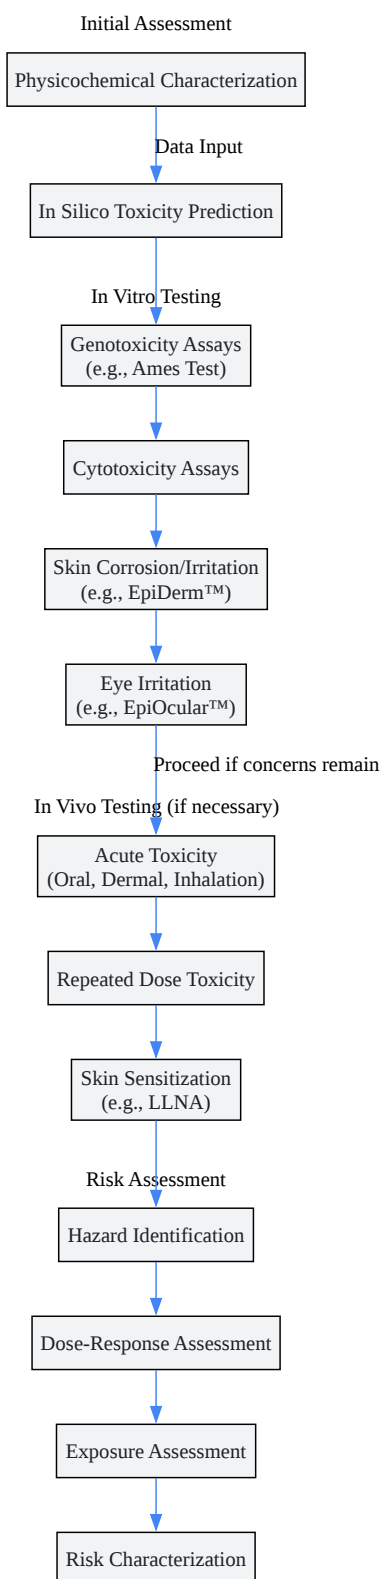 Initial Assessment
Physicochemical Characterization
Data Input
In Silico Toxicity Prediction
In Vitro Testing
Genotoxicity Assays
(e.g., Ames Test)
Cytotoxicity Assays
Skin Corrosion/Irritation
(e.g., EpiDerm™)
Eye Irritation
(e.g., EpiOcular™)
Proceed if concerns remain
In Vivo Testing (if necessary)
Acute Toxicity
(Oral, Dermal, Inhalation)
Repeated Dose Toxicity
Skin Sensitization
(e.g., LLNA)
Risk Assessment
Hazard Identification
Dose-Response Assessment
Exposure Assessment
Risk Characterization